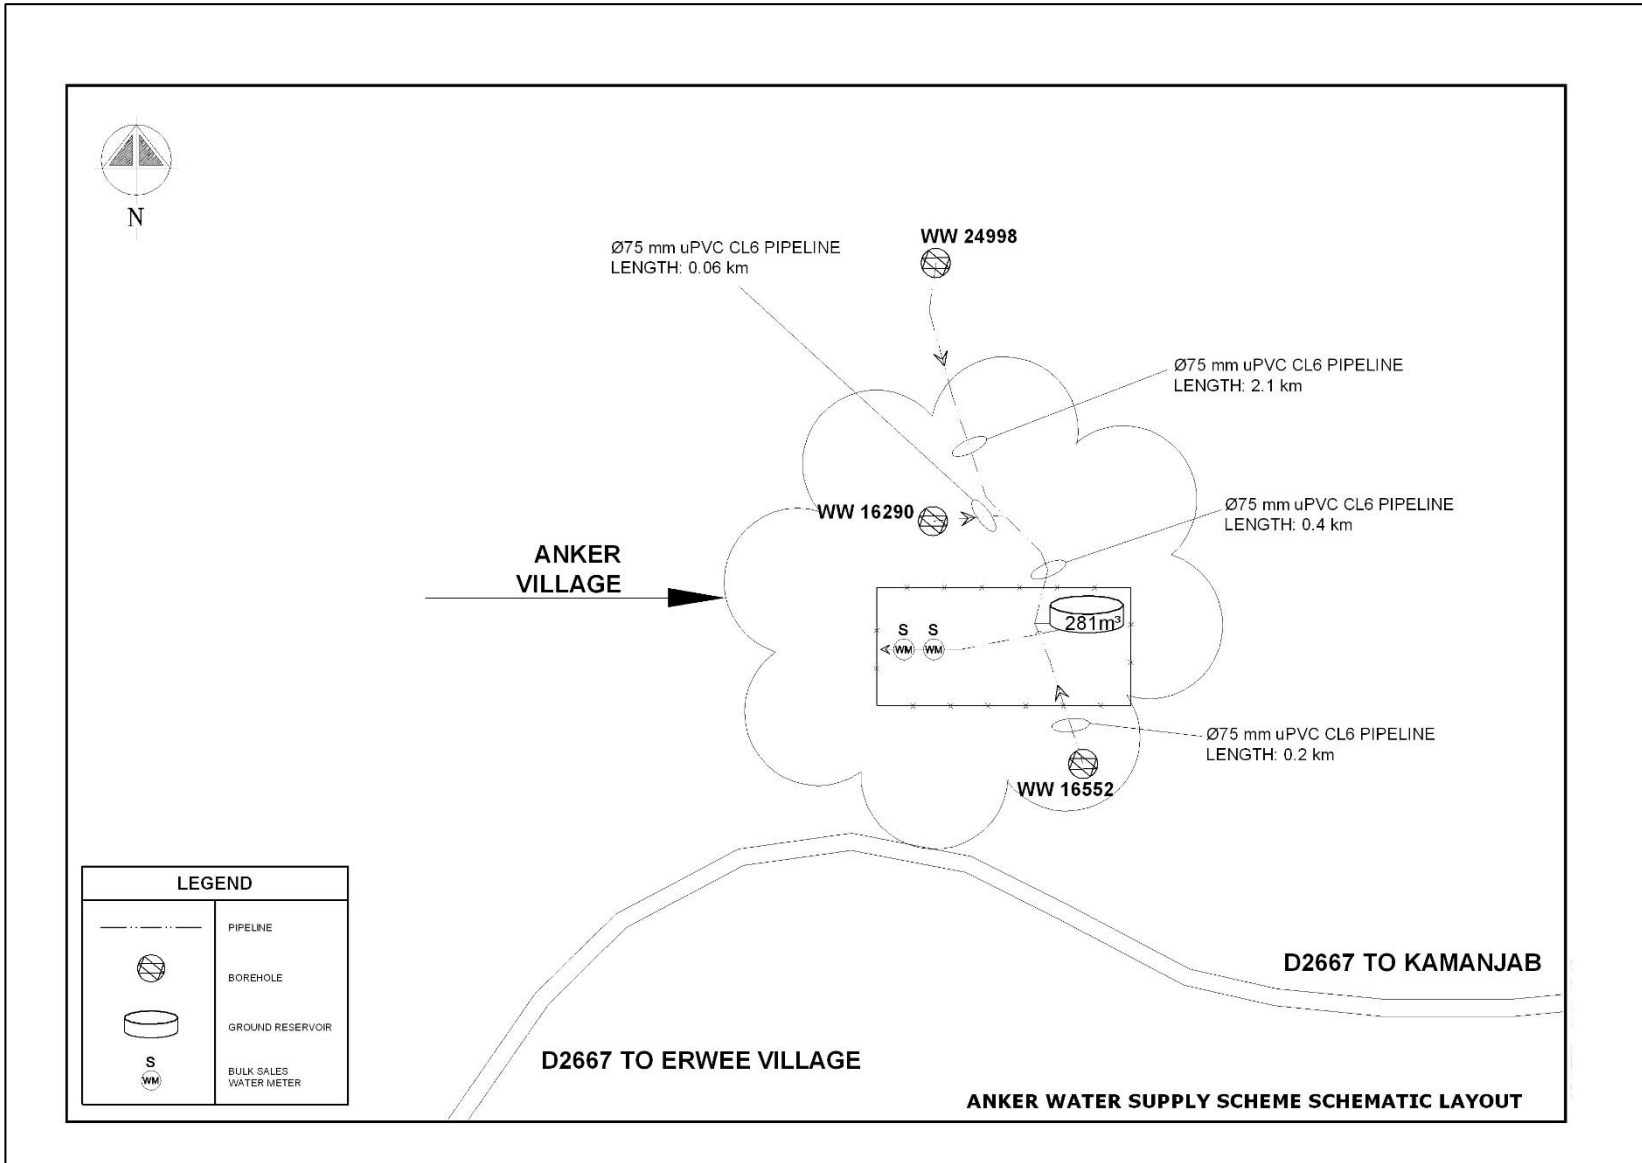 N
WW 24998
Ø75 mm uPVC CL6 PIPELINE
LENGTH: 0.06 km
Ø75 mm uPVC CL6 PIPELINE
LENGTH: 2.1 km
WW 16290
Ø75 mm uPVC CL6 PIPELINE
LENGTH: 0.4 km
ANKER
VILLAGE
281m³
S S
WM WM
Ø75 mm uPVC CL6 PIPELINE
LENGTH: 0.2 km
WW 16552
LEGEND
PIPELINE
BOREHOLE
GROUND RESERVOIR
S
WM
BULK SALES
WATER METER
D2667 TO KAMANJAB
D2667 TO ERWEE VILLAGE
ANKER WATER SUPPLY SCHEME SCHEMATIC LAYOUT